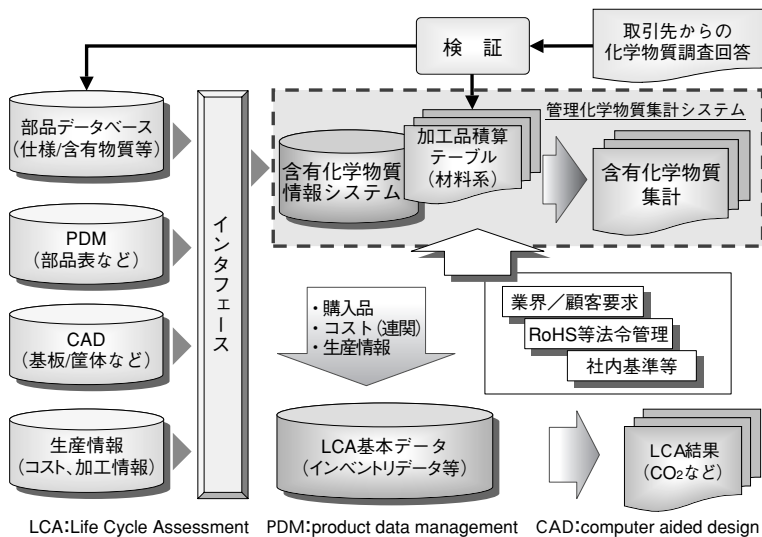 検 証
取引先からの
化学物質調査回答
部品データベース
(仕様/含有物質等)
PDM
(部品表など)
CAD
(基板/筐体など)
生産情報
(コスト、加工情報)
インタフェース
管理化学物質集計システム
含有化学物質
情報システム
加工品積算
テーブル
(材料系)
含有化学物質
集計
・購入品
・コスト(連関)
・生産情報
業界／顧客要求
RoHS等法令管理
社内基準等
LCA基本データ
(インベントリデータ等)
LCA結果
(CO2など)
LCA:Life Cycle Assessment PDM:product data management CAD:computer aided design